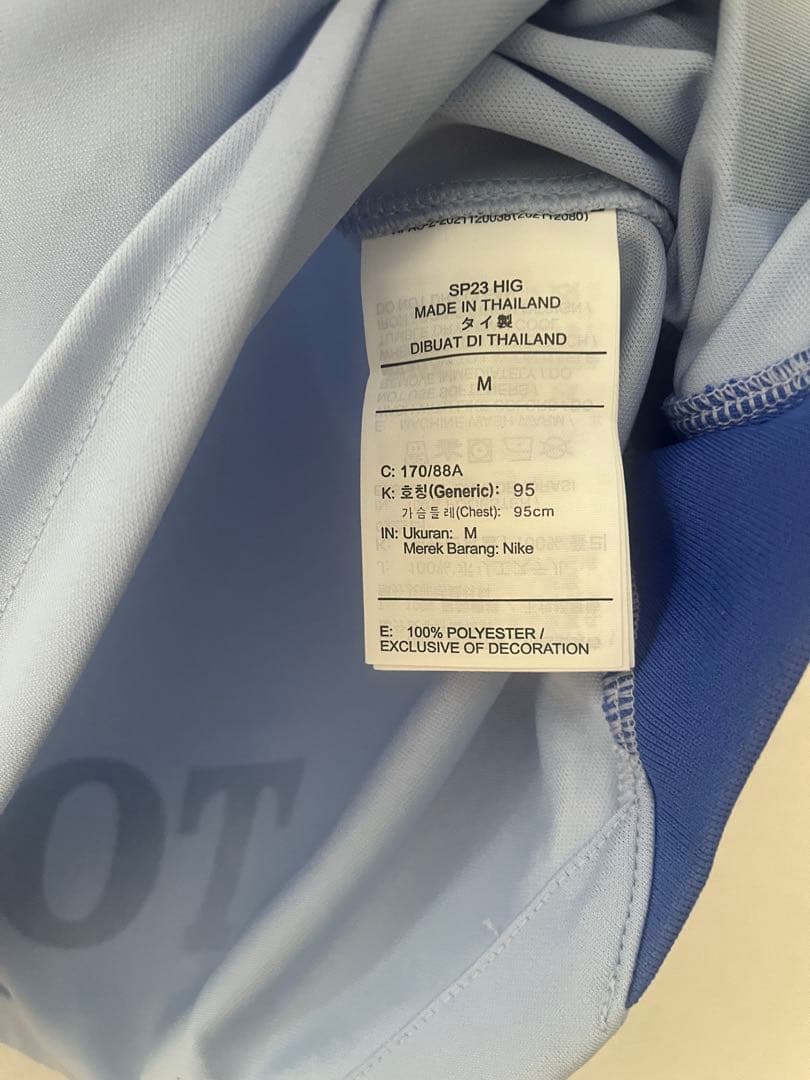 SP23 HIG
MADE IN THAILAND
タイ製
DIBUAT DI THAILAND
M
C: 170/88A
K: 호칭(Generic): 95
가슴둘레(Chest): 95cm
IN: Ukuran: M
Merek Barang: Nike
E: 100% POLYESTER /
EXCLUSIVE OF DECORATION
OT